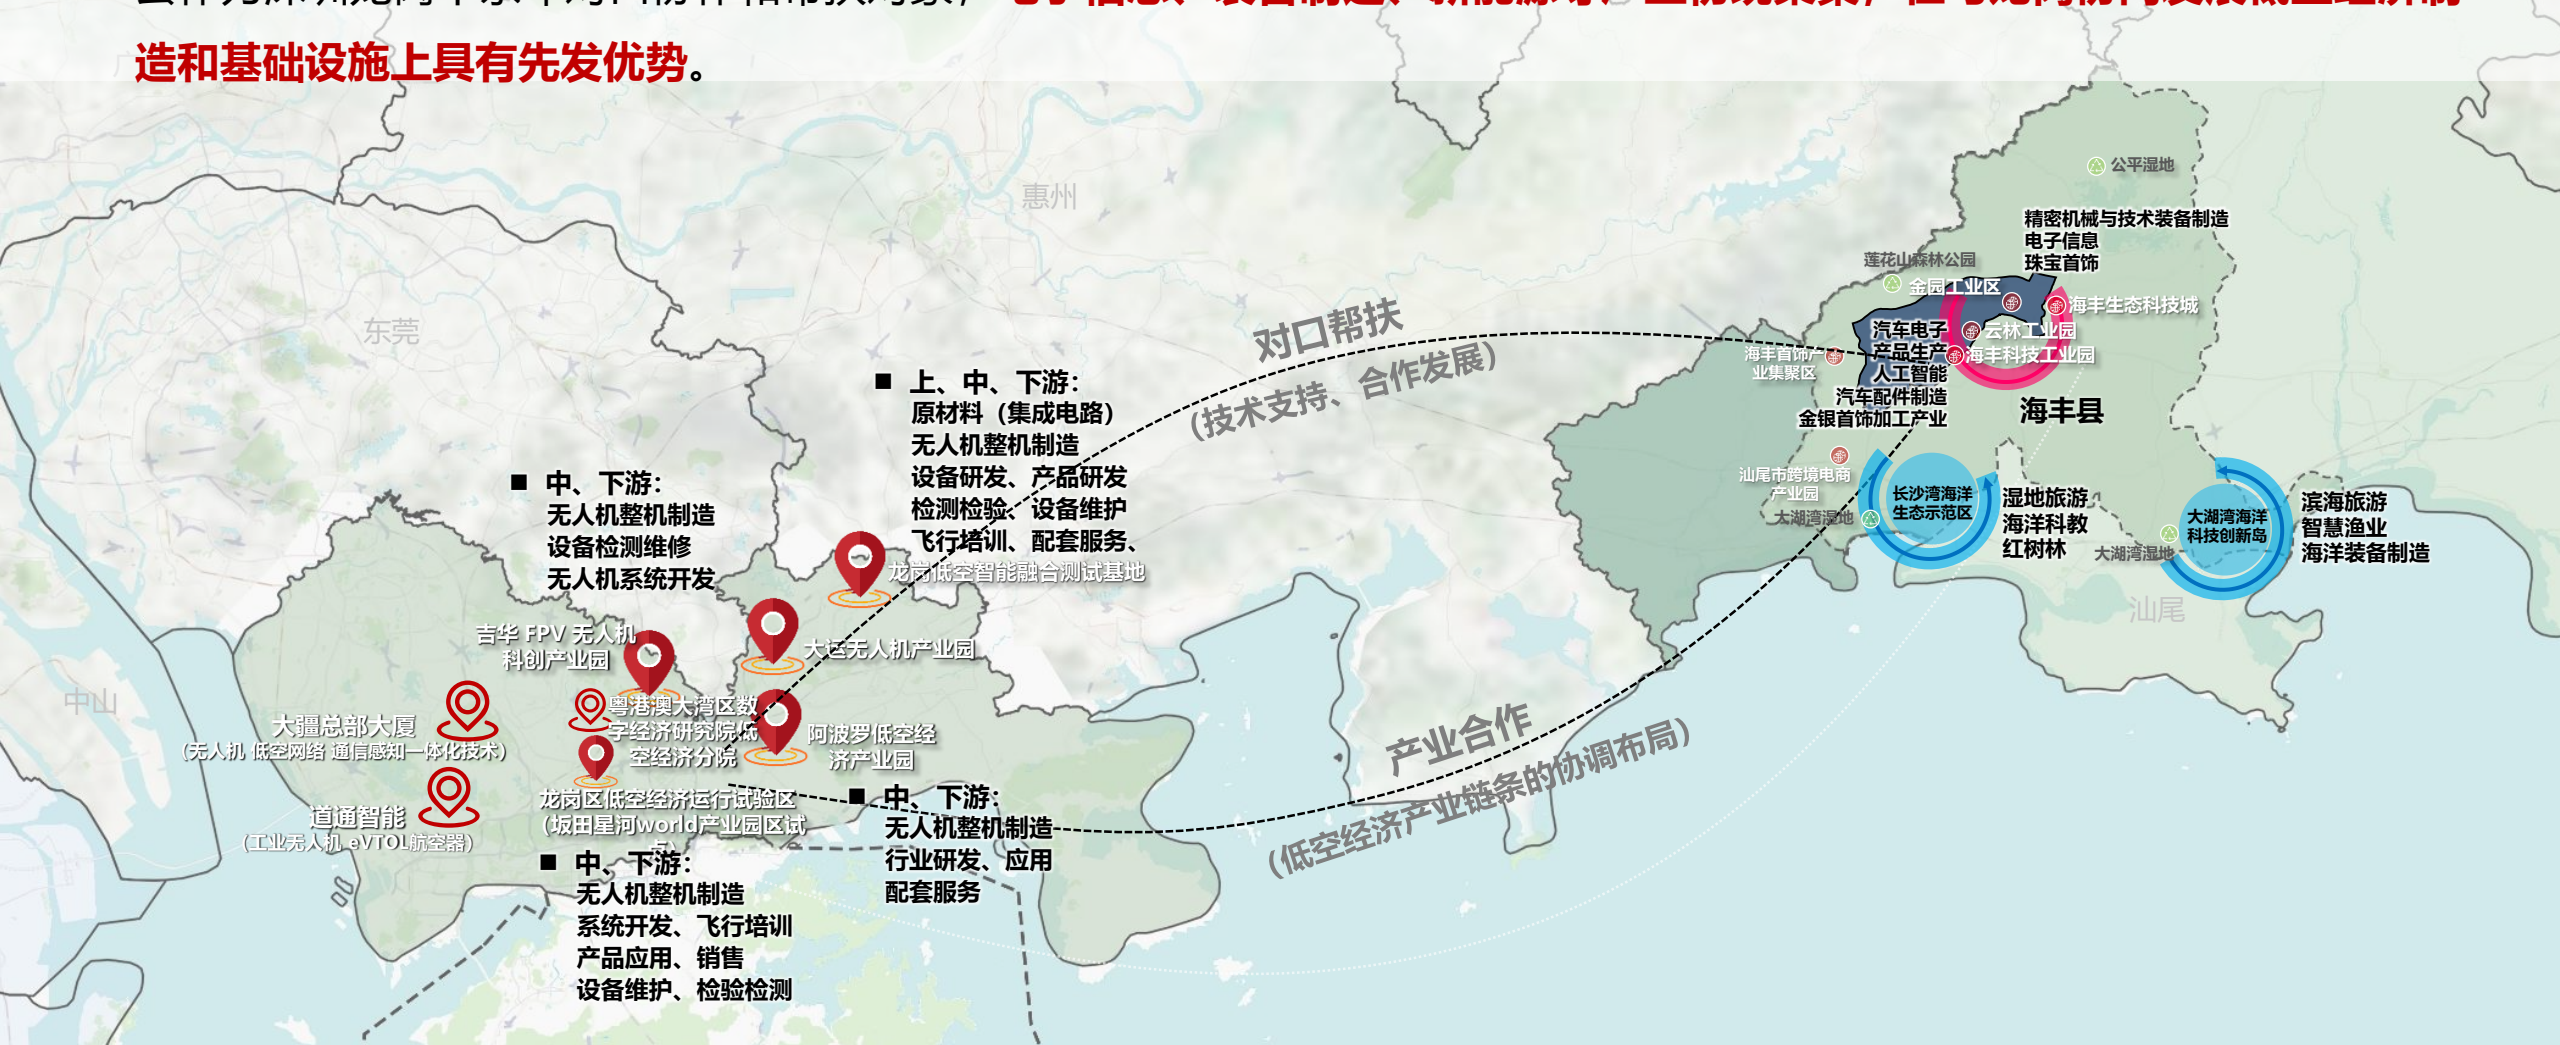 造和基础设施上具有先发优势。
惠州
东莞
中山
汕尾
对口帮扶
（技术支持、合作发展）
产业合作
（低空经济产业链条的协调布局）
■ 上、中、下游：
原材料（集成电路）
无人机整机制造
设备研发、产品研发
检测检验、设备维护
飞行培训、配套服务、
龙岗低空智能融合测试基地
■ 中、下游：
无人机整机制造
设备检测维修
无人机系统开发
吉华 FPV 无人机
科创产业园
大运无人机产业园
粤港澳大湾区数
字经济研究院低
空经济分院
阿波罗低空经
济产业园
大疆总部大厦
（无人机 低空网络 通信感知一体化技术）
道通智能
（工业无人机 eVTOL航空器）
龙岗区低空经济运行试验区
（坂田星河world产业园区试
■ 中、下游：
无人机整机制造
行业研发、应用
配套服务
■ 中、下游：
无人机整机制造
系统开发、飞行培训
产品应用、销售
设备维护、检验检测
公平湿地
精密机械与技术装备制造
电子信息
珠宝首饰
莲花山森林公园
金园工业区
海丰生态科技城
云林工业园
海丰科技工业园
汽车电子
产品生产
人工智能
汽车配件制造
金银首饰加工产业
海丰首饰产
业集聚区
海丰县
汕尾市跨境电商
产业园
大湖湾湿地
长沙湾海洋
生态示范区
湿地旅游
海洋科教
红树林
大湖湾湿地
大湖湾海洋
科技创新岛
滨海旅游
智慧渔业
海洋装备制造